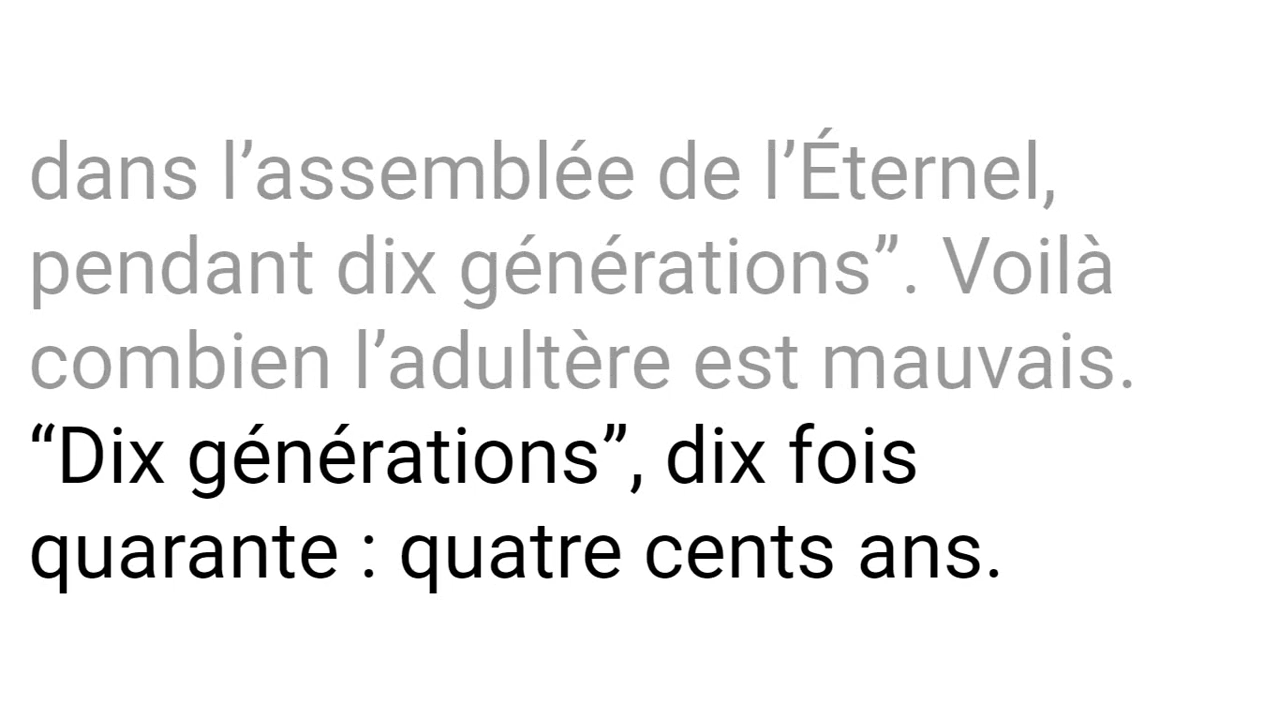 dans l’assemblée de l’Éternel,
pendant dix générations”. Voilà
combien l’adultère est mauvais.
“Dix générations”, dix fois
quarante : quatre cents ans.